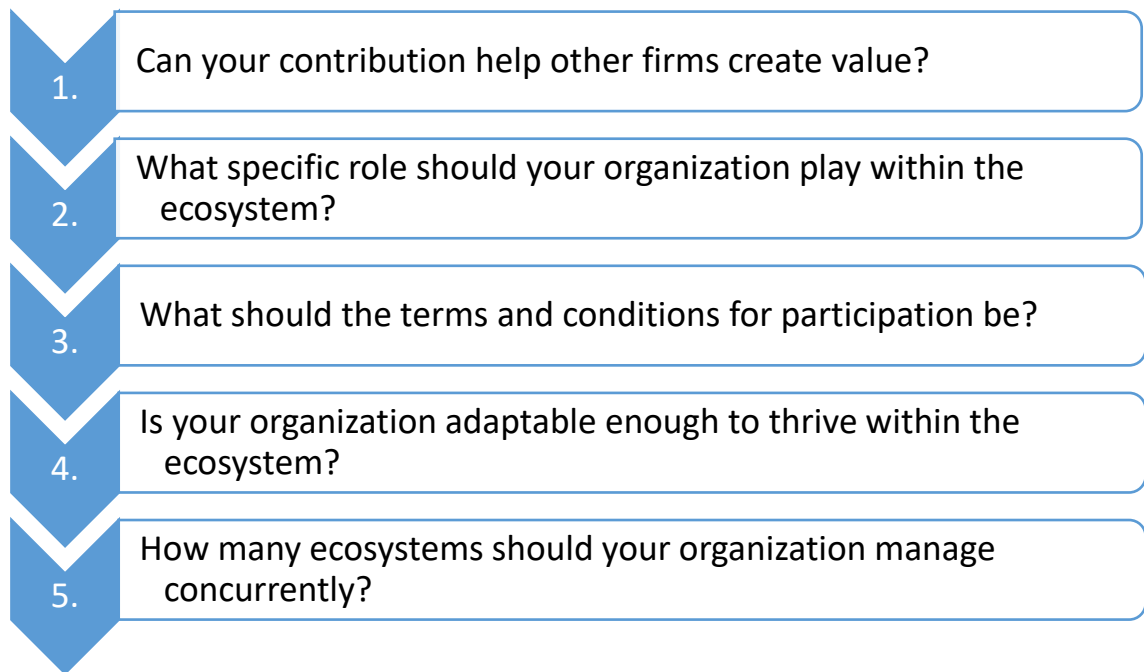 1.
Can your contribution help other firms create value?
2.
What specific role should your organization play within the
ecosystem?
3.
What should the terms and conditions for participation be?
4.
Is your organization adaptable enough to thrive within the
ecosystem?
5.
How many ecosystems should your organization manage
concurrently?